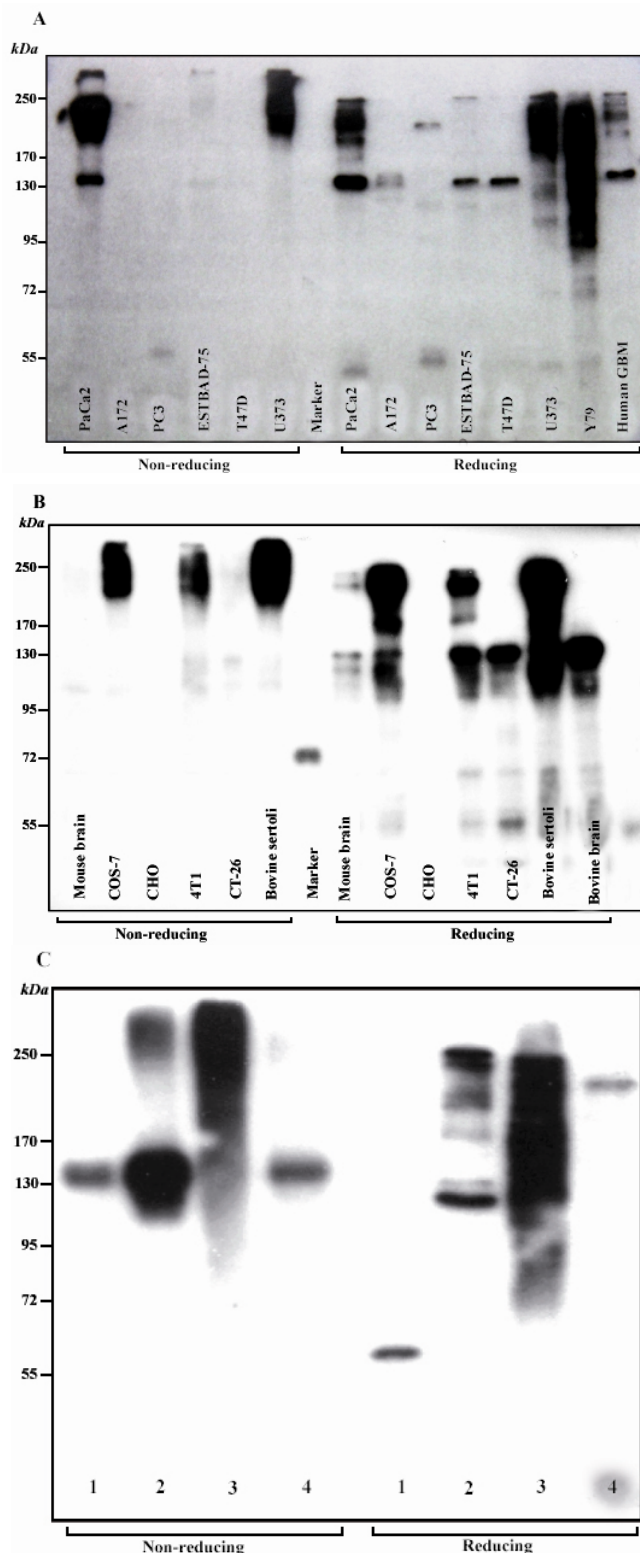 A
kDa
250
170
130
95
72
55
PaCa2
A172
PC3
ESTBAD-75
T47D
U373
Marker
PaCa2
A172
PC3
ESTBAD-75
T47D
U373
Y79
Human GBM
Non-reducing
Reducing
B
kDa
250
170
130
95
72
55
Mouse brain
COS-7
CHO
4T1
CT-26
Bovine sertoli
Marker
Mouse brain
COS-7
CHO
4T1
CT-26
Bovine sertoli
Bovine brain
Non-reducing
Reducing
C
kDa
250
170
130
95
72
55
1 2 3 4 1 2 3 4
Non-reducing
Reducing